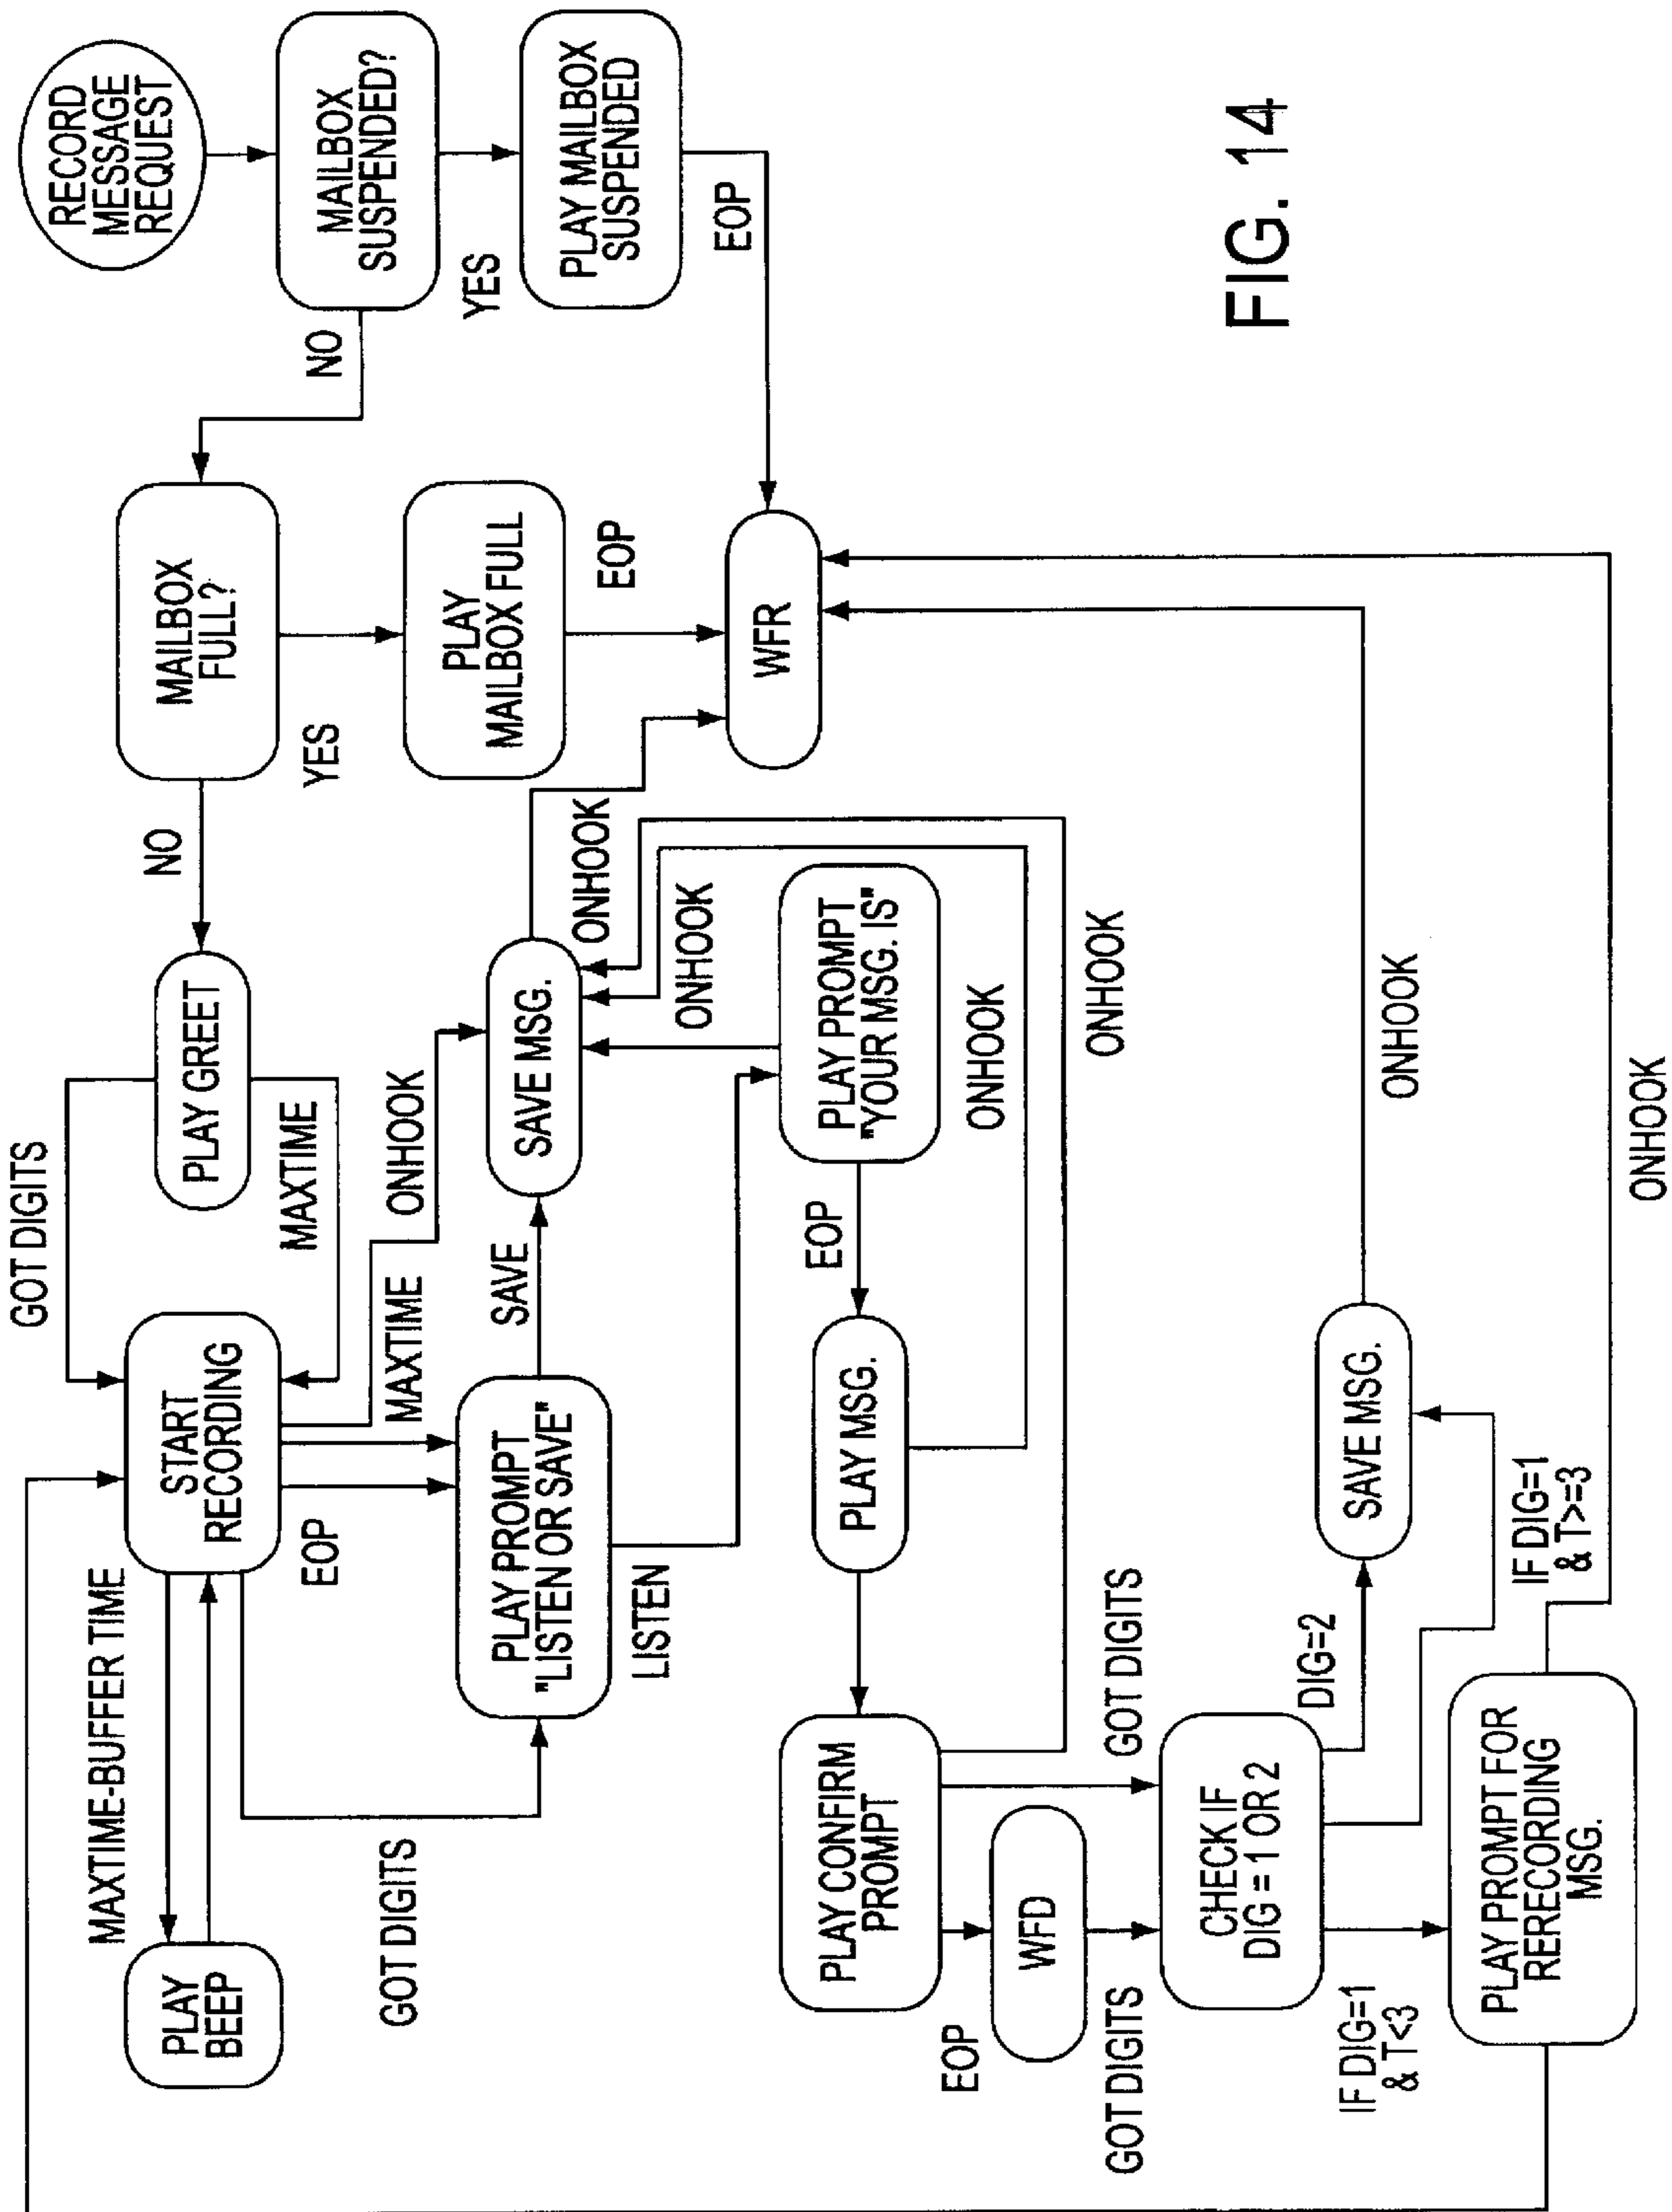 RECORD
MESSAGE
REQUEST
MAILBOX
SUSPENDED?
NO
YES
PLAY MAILBOX
SUSPENDED
EOP
MAILBOX
FULL?
NO
YES
PLAY
MAILBOX FULL
EOP
WFR
PLAY GREET
GOT DIGITS
MAXTIME
START
RECORDING
MAXTIME-BUFFER TIME
PLAY
BEEP
EOP
MAXTIME
ONHOOK
GOT DIGITS
PLAY PROMPT
"LISTEN OR SAVE"
SAVE
LISTEN
SAVE MSG.
ONHOOK
ONHOOK
PLAY PROMPT
"YOUR MSG. IS"
EOP
PLAY MSG.
ONHOOK
PLAY CONFIRM
PROMPT
ONHOOK
EOP
WFD
GOT DIGITS
GOT DIGITS
CHECK IF
DIG = 1 OR 2
DIG=2
SAVE MSG.
ONHOOK
IF DIG=1
& T<3
IF DIG=1
& T>=3
PLAY PROMPT FOR
RERECORDING
MSG.
ONHOOK
FIG. 14